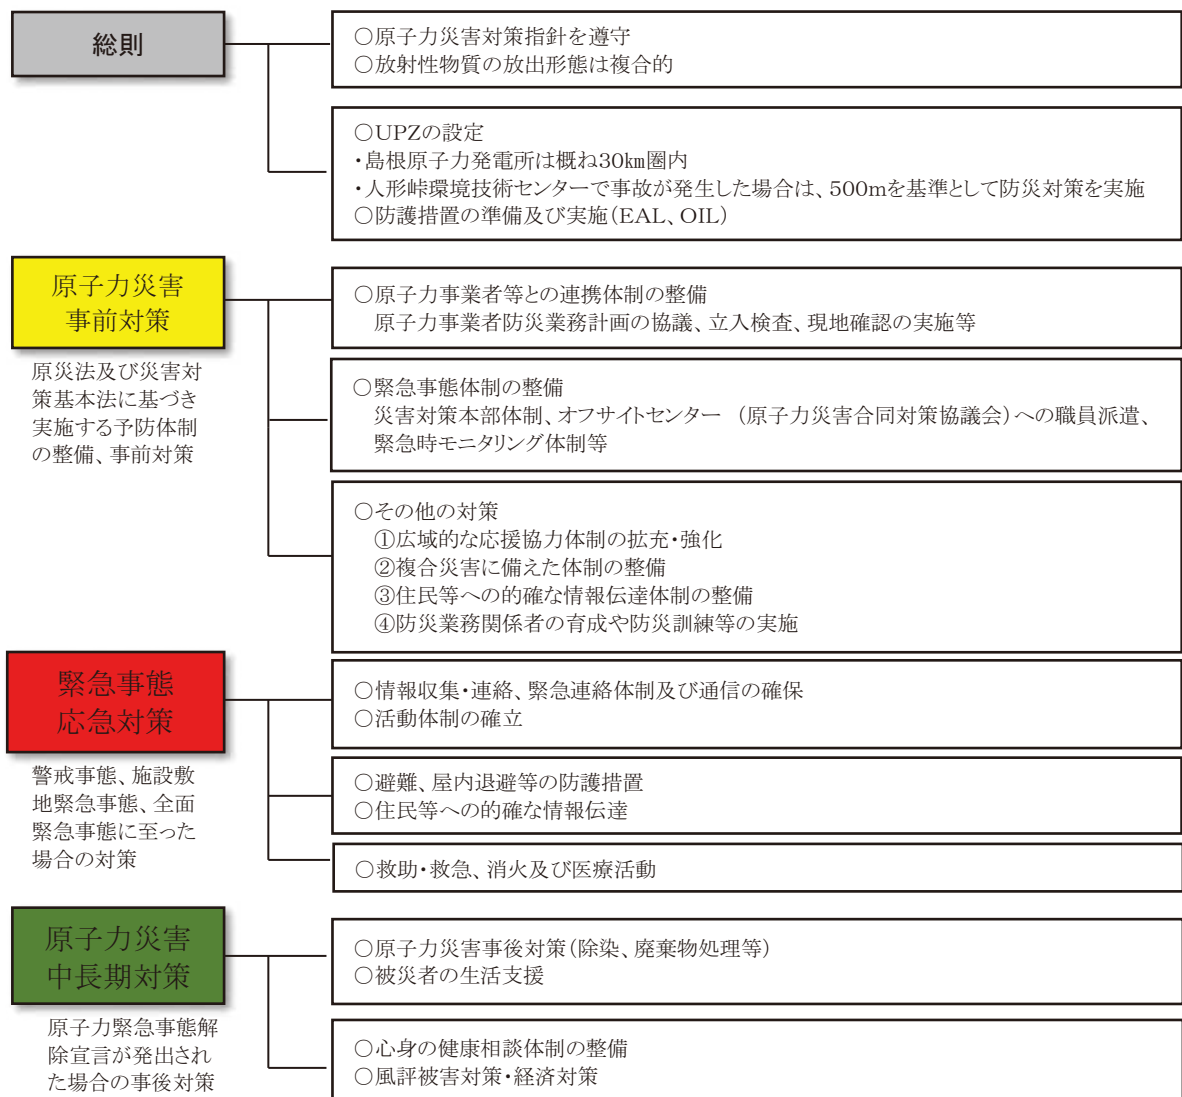 総則
○原子力災害対策指針を遵守
○放射性物質の放出形態は複合的
○UPZの設定
・島根原子力発電所は概ね30㎞圏内
・人形峠環境技術センターで事故が発生した場合は、500mを基準として防災対策を実施
○防護措置の準備及び実施(EAL、OIL)
原子力災害
事前対策
原災法及び災害対
策基本法に基づき
実施する予防体制
の整備、事前対策
○原子力事業者等との連携体制の整備
原子力事業者防災業務計画の協議、立入検査、現地確認の実施等
○緊急事態体制の整備
災害対策本部体制、オフサイトセンター (原子力災害合同対策協議会)への職員派遣、
緊急時モニタリング体制等
○その他の対策
①広域的な応援協力体制の拡充・強化
②複合災害に備えた体制の整備
③住民等への的確な情報伝達体制の整備
④防災業務関係者の育成や防災訓練等の実施
緊急事態
応急対策
警戒事態、施設敷
地緊急事態、全面
緊急事態に至った
場合の対策
○情報収集・連絡、緊急連絡体制及び通信の確保
○活動体制の確立
○避難、屋内退避等の防護措置
○住民等への的確な情報伝達
○救助・救急、消火及び医療活動
原子力災害
中長期対策
原子力緊急事態解
除宣言が発出され
た場合の事後対策
○原子力災害事後対策(除染、廃棄物処理等)
○被災者の生活支援
○心身の健康相談体制の整備
○風評被害対策・経済対策